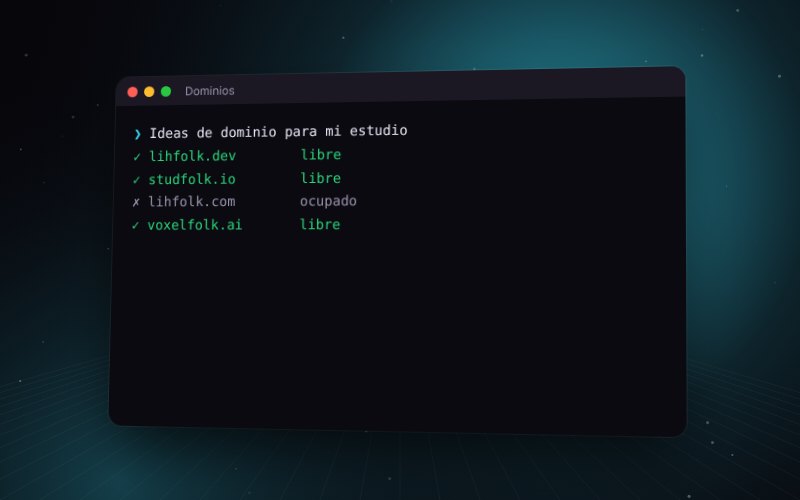 Dominios
❯ Ideas de dominio para mi estudio
✓ lihfolk.dev libre
✓ studfolk.io libre
✗ lihfolk.com ocupado
✓ voxelfolk.ai libre